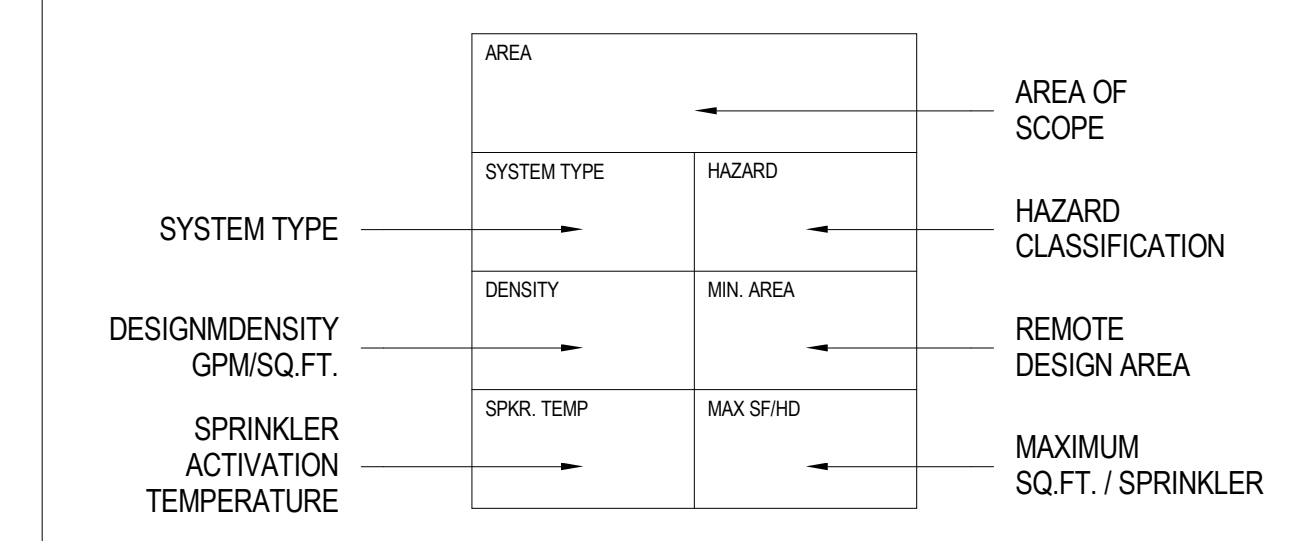 AREA
AREA OF
SCOPE
SYSTEM TYPE
HAZARD
SYSTEM TYPE
HAZARD
CLASSIFICATION
DENSITY
MIN. AREA
DESIGNMDENSITY
GPM/SQ.FT.
REMOTE
DESIGN AREA
SPKR. TEMP
MAX SF/HD
SPRINKLER
ACTIVATION
TEMPERATURE
MAXIMUM
SQ.FT. / SPRINKLER